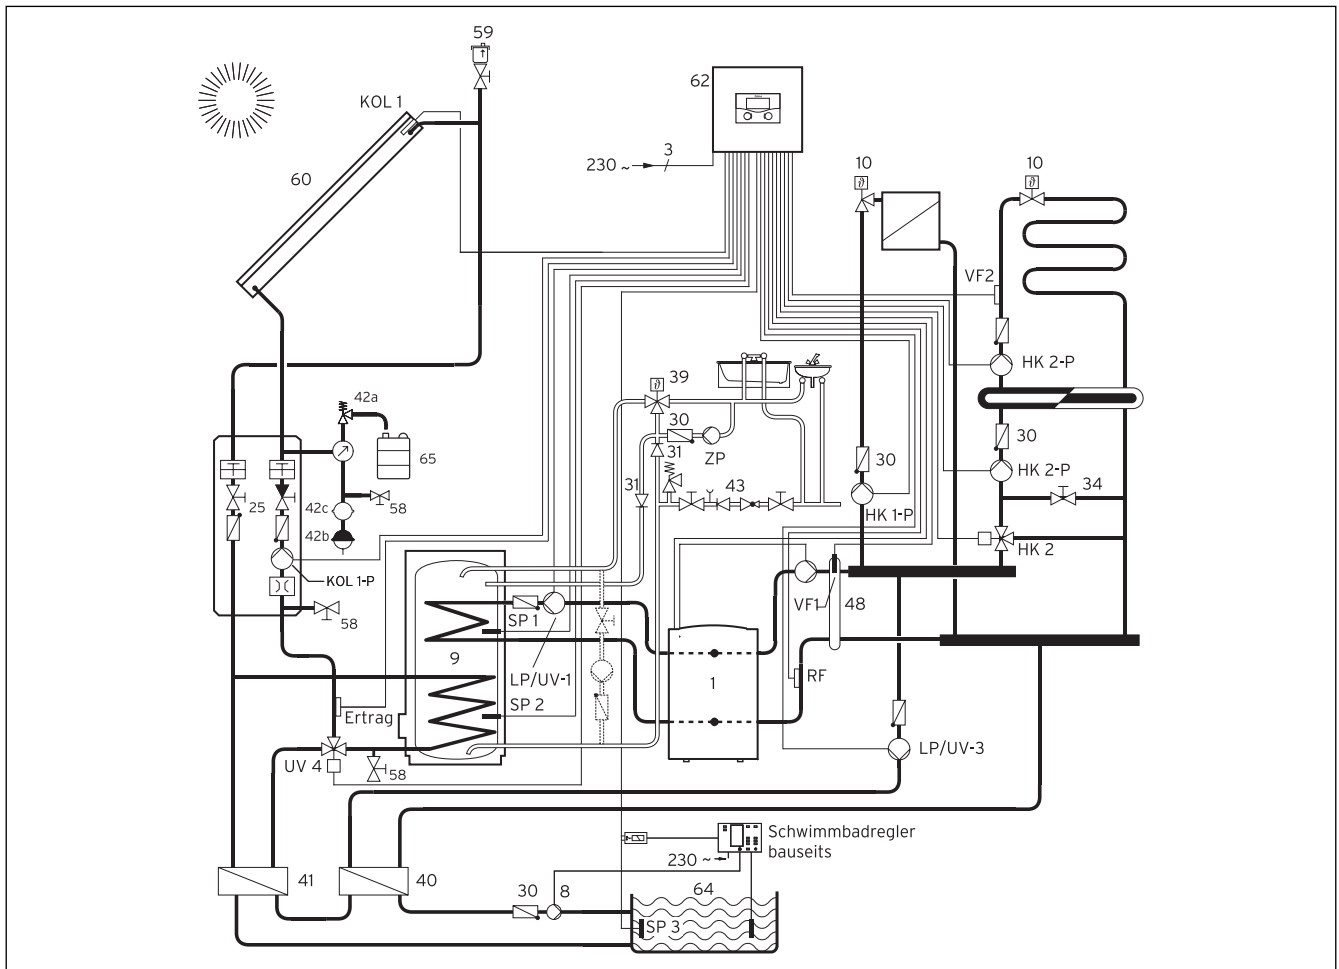 59
62
KOL 1
3
230 ~
10
10
60
VF2
HK 2-P
39
42a
30
31
ZP
30
30
HK 2-P
65
31
43
34
25
42c
58
HK 1-P
42b
HK 2
KOL 1-P
VF1
48
58
SP 1
9
LP/UV-1
1
RF
SP 2
Ertrag
LP/UV-3
UV 4
58
Schwimmbadregler
bauseits
230 ~
41
40
30
8
64
SP 3